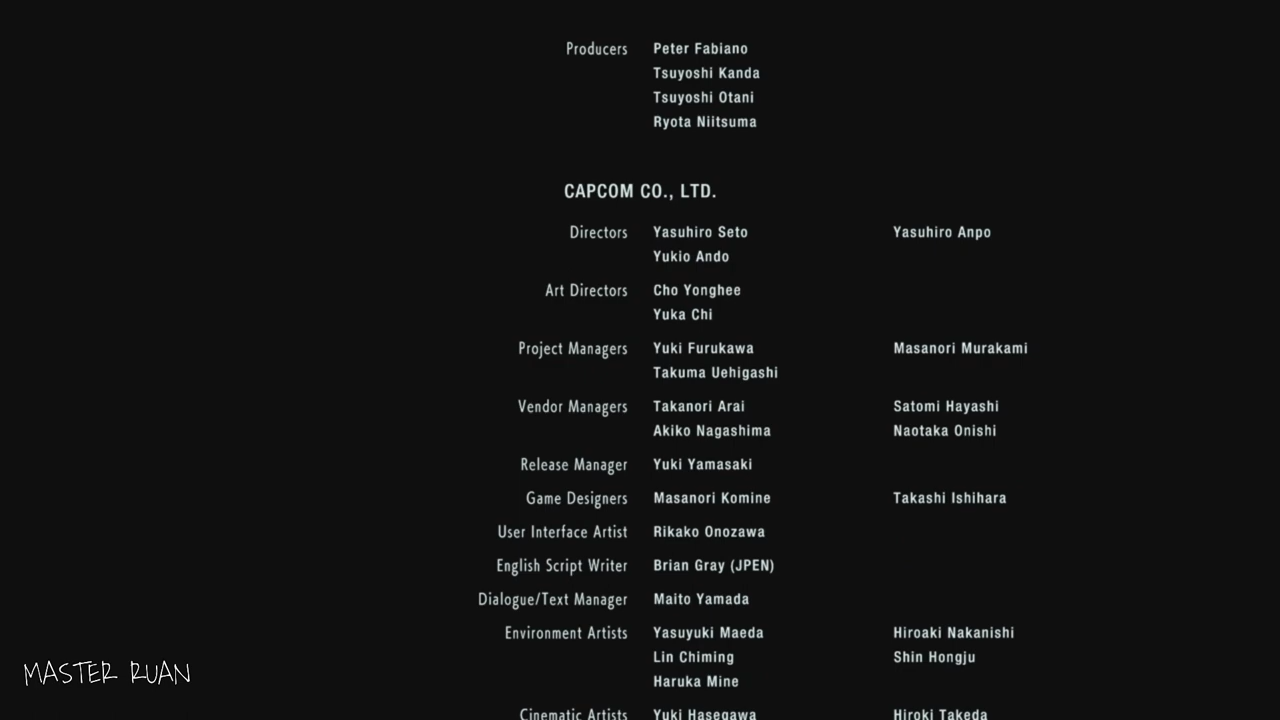 Producers Peter Fabiano
Tsuyoshi Kanda
Tsuyoshi Otani
Ryota Niitsuma
CAPCOM CO., LTD.
Directors Yasuhiro Seto Yasuhiro Anpo
Yukio Ando
Art Directors Cho Yonghee
Yuka Chi
Project Managers Yuki Furukawa Masanori Murakami
Takuma Uehigashi
Vendor Managers Takanori Arai Satomi Hayashi
Akiko Nagashima Naotaka Onishi
Release Manager Yuki Yamasaki
Game Designers Masanori Komine Takashi Ishihara
User Interface Artist Rikako Onozawa
English Script Writer Brian Gray (JPEN)
Dialogue/Text Manager Maito Yamada
Environment Artists Yasuyuki Maeda Hiroaki Nakanishi
Lin Chiming Shin Hongju
Haruka Mine
MASTER RUAN
Cinematic Artists Yuki Hasegawa Hiroki Takeda